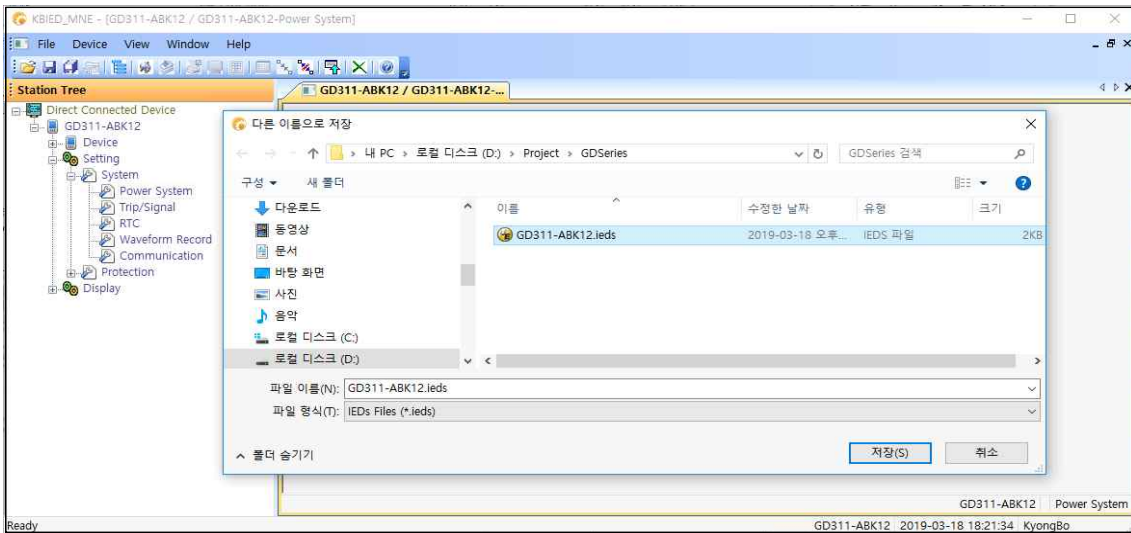 KBIED_MNE - [GD311-ABK12 / GD311-ABK12-Power System]
File Device View Window Help
Station Tree
GD311-ABK12 / GD311-ABK12-...
Direct Connected Device
GD311-ABK12
Device
Setting
System
Power System
Trip/Signal
RTC
Waveform Record
Communication
Protection
Display
다른 이름으로 저장
내 PC > 로컬 디스크 (D:) > Project > GDSeries
GDSeries 검색
구성 새 폴더
다운로드
동영상
문서
바탕 화면
사진
음악
로컬 디스크 (C:)
로컬 디스크 (D:)
이름 수정한 날짜 유형 크기
GD311-ABK12.ieds 2019-03-18 오후... IEDS 파일 2KB
파일 이름(N): GD311-ABK12.ieds
파일 형식(T): IEDs Files (*.ieds)
폴더 숨기기 저장(S) 취소
GD311-ABK12 Power System
Ready GD311-ABK12 2019-03-18 18:21:34 KyongBo